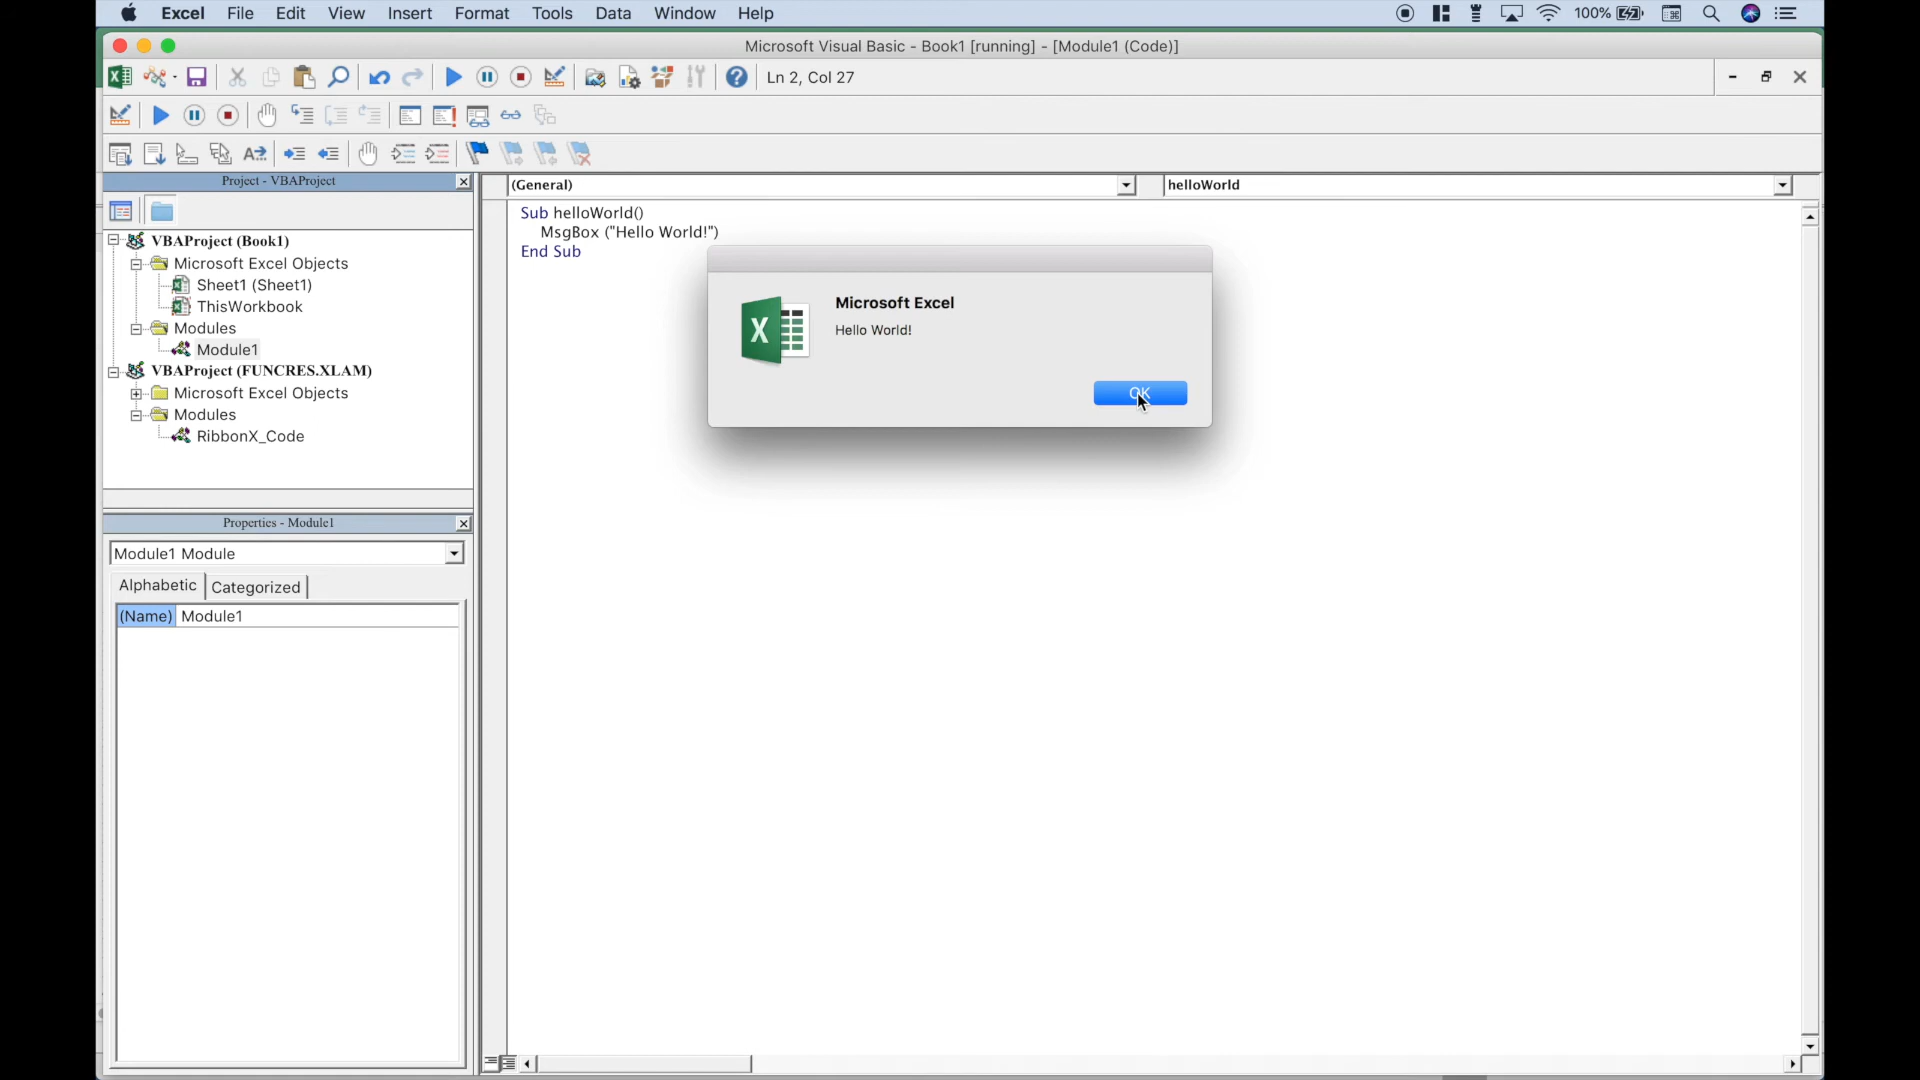 Excel File Edit View Insert Format Tools Data Window Help 100%
Microsoft Visual Basic - Book1 [running] - [Module1 (Code)]
Ln 2, Col 27
Project - VBAProject
(General) helloWorld
Sub helloWorld()
MsgBox ("Hello World!")
End Sub
VBAProject (Book1)
Microsoft Excel Objects
Sheet1 (Sheet1)
ThisWorkbook
Modules
Module1
VBAProject (FUNCRES.XLAM)
Microsoft Excel Objects
Modules
RibbonX_Code
Microsoft Excel
Hello World!
OK
Properties - Module1
Module1 Module
Alphabetic Categorized
(Name) Module1